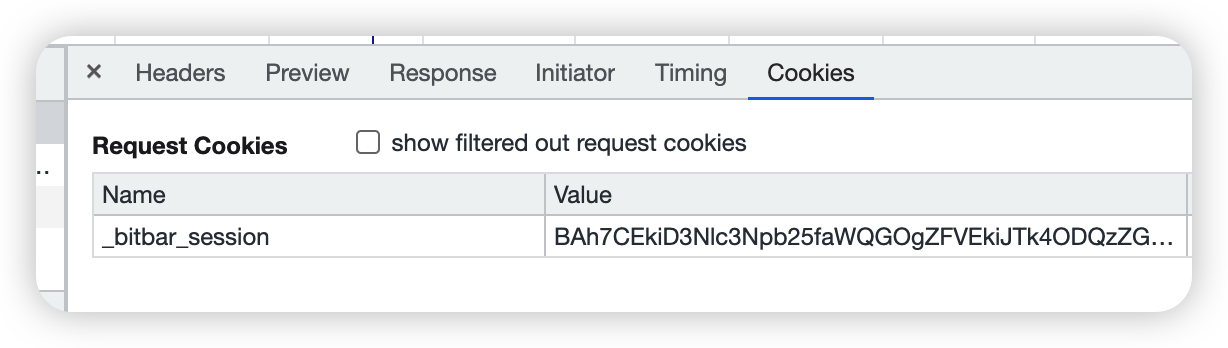 × Headers Preview Response Initiator Timing Cookies
Request Cookies show filtered out request cookies
Name Value
_bitbar_session BAh7CEkiD3Nlc3Npb25faWQGOgZFVEkiJTk4ODQzZG...